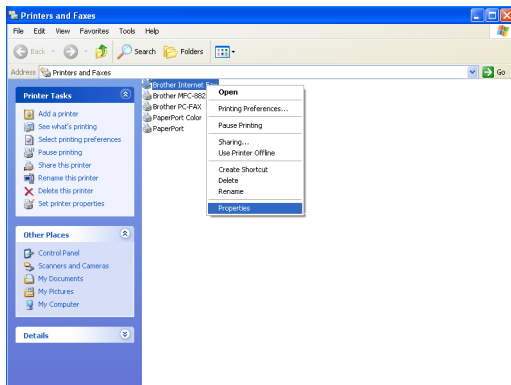 Printers and Faxes
File Edit View Favorites Tools Help
Back Search Folders
Address Printers and Faxes Go
Printer Tasks
Add a printer
See what's printing
Select printing preferences
Pause printing
Share this printer
Rename this printer
Delete this printer
Set printer properties
Other Places
Control Panel
Scanners and Cameras
My Documents
My Pictures
My Computer
Details
Brother Internet
Brother MFC-882
Brother PC-FAX
PaperPort Color
PaperPort
Open
Printing Preferences...
Pause Printing
Sharing...
Use Printer Offline
Create Shortcut
Delete
Rename
Properties